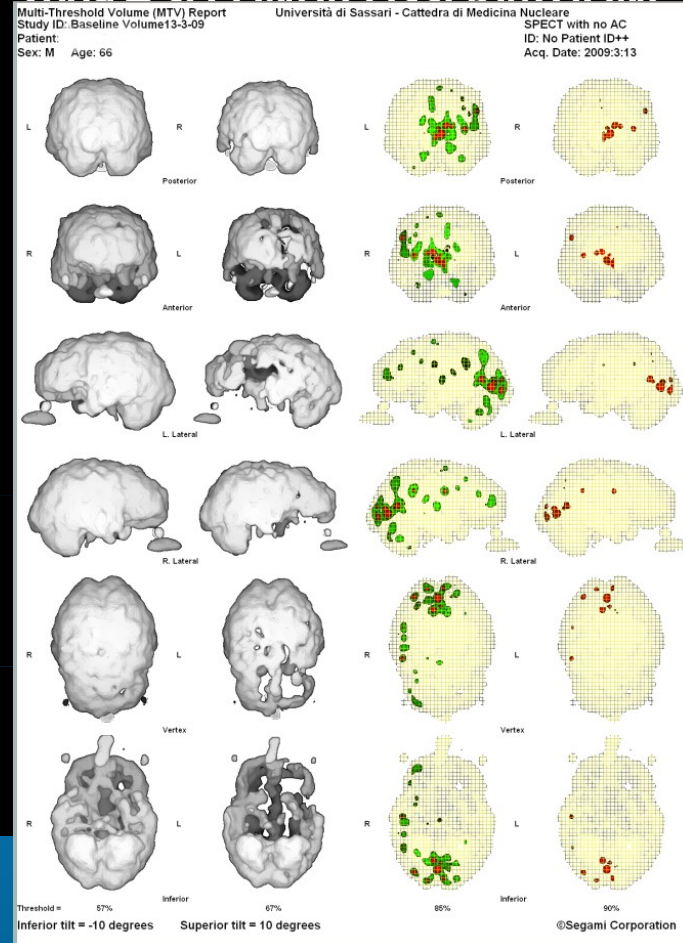 Multi-Threshold Volume (MTV) Report Università di Sassari - Cattedra di Medicina Nucleare
Study ID: Baseline Volume13-3-09 SPECT with no AC
Patient: ID: No Patient ID++
Sex: M Age: 66 Acq. Date: 2009:3:13
L R L R
Posterior Posterior
R L R L
Anterior Anterior
L. Lateral L. Lateral
R. Lateral R. Lateral
R L R L
Vertex Vertex
R L R L
Inferior Inferior
Threshold = 57% 67% 85% 90%
Inferior tilt = -10 degrees Superior tilt = 10 degrees ©Segami Corporation